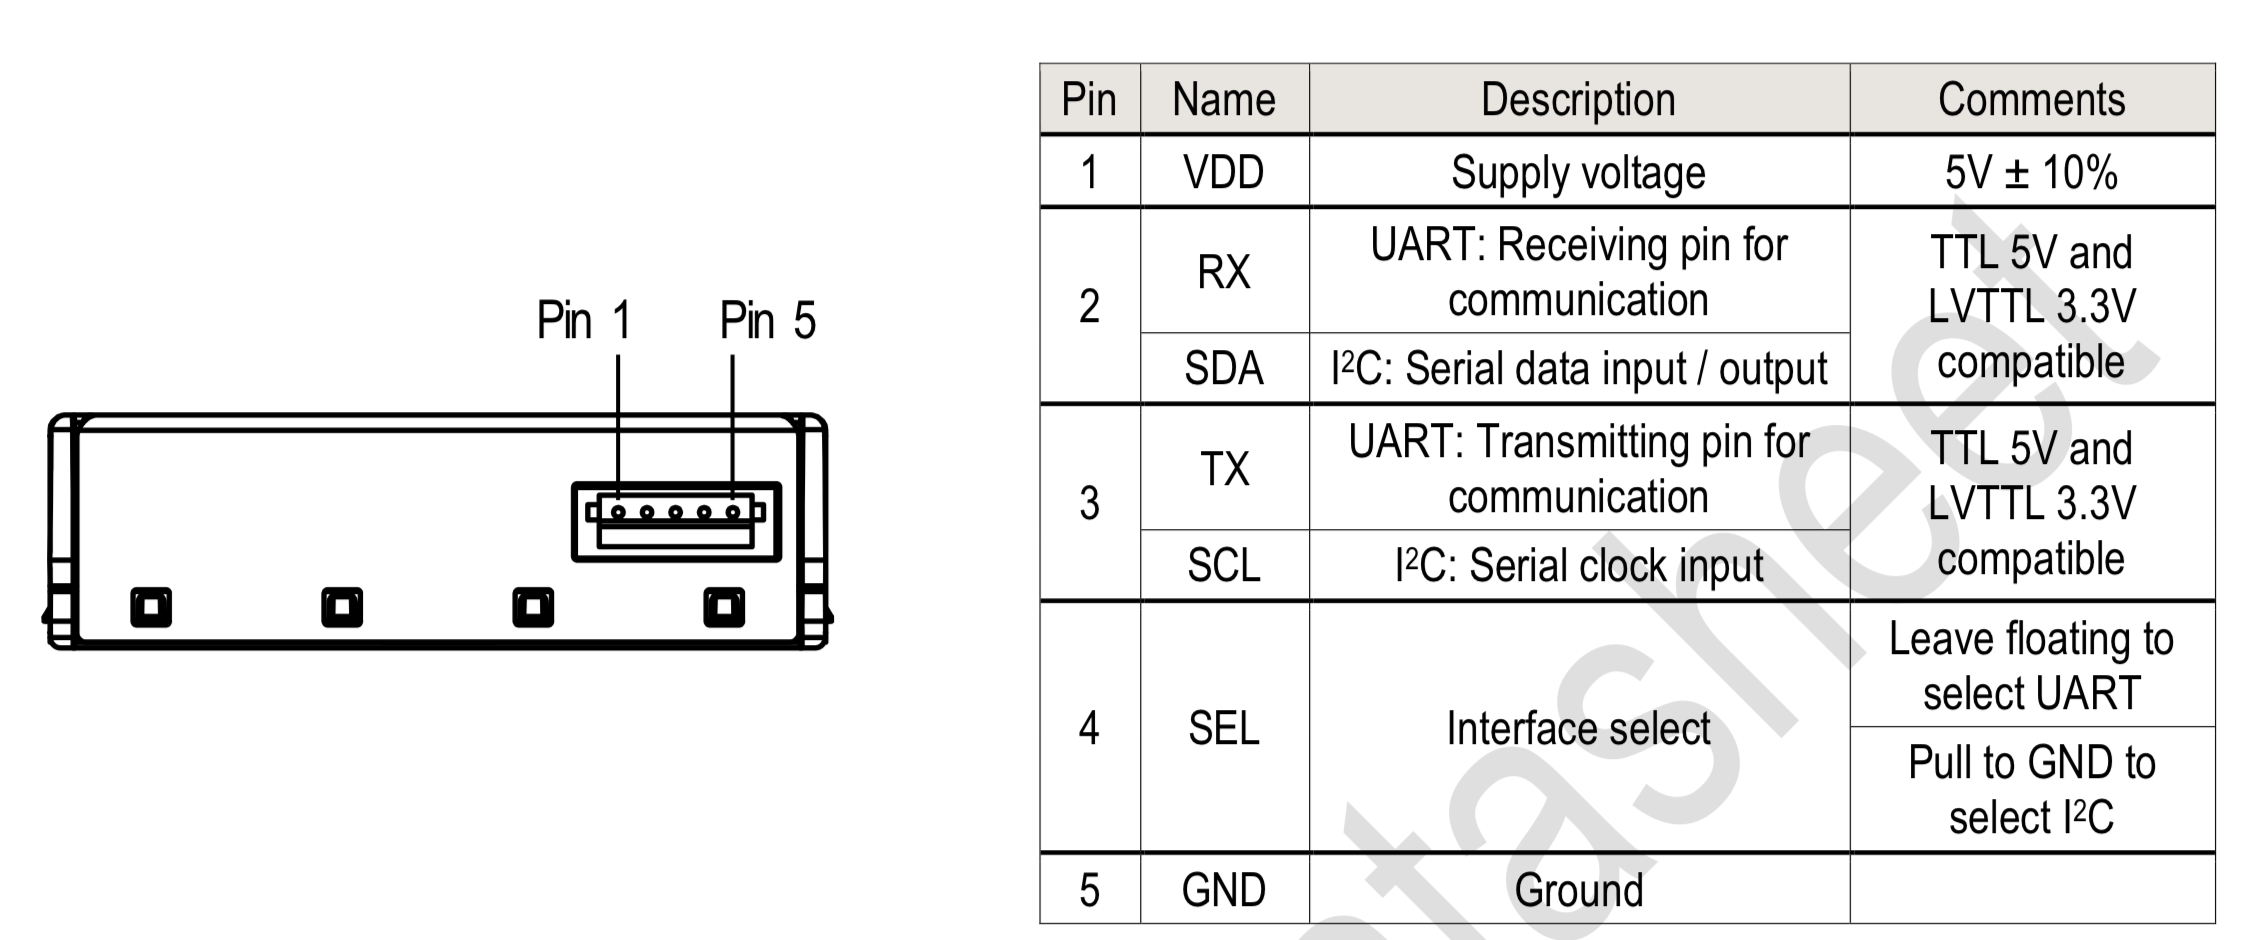 Pin 1 Pin 5
Pin Name Description Comments
1 VDD Supply voltage 5V ± 10%
2
RX
UART: Receiving pin for
communication
SDA
I²C: Serial data input / output
TTL 5V and
LVTTL 3.3V
compatible
3
TX
UART: Transmitting pin for
communication
SCL
I²C: Serial clock input
TTL 5V and
LVTTL 3.3V
compatible
4
SEL
Interface select
Leave floating to
select UART
Pull to GND to
select I²C
5 GND Ground
tasheet